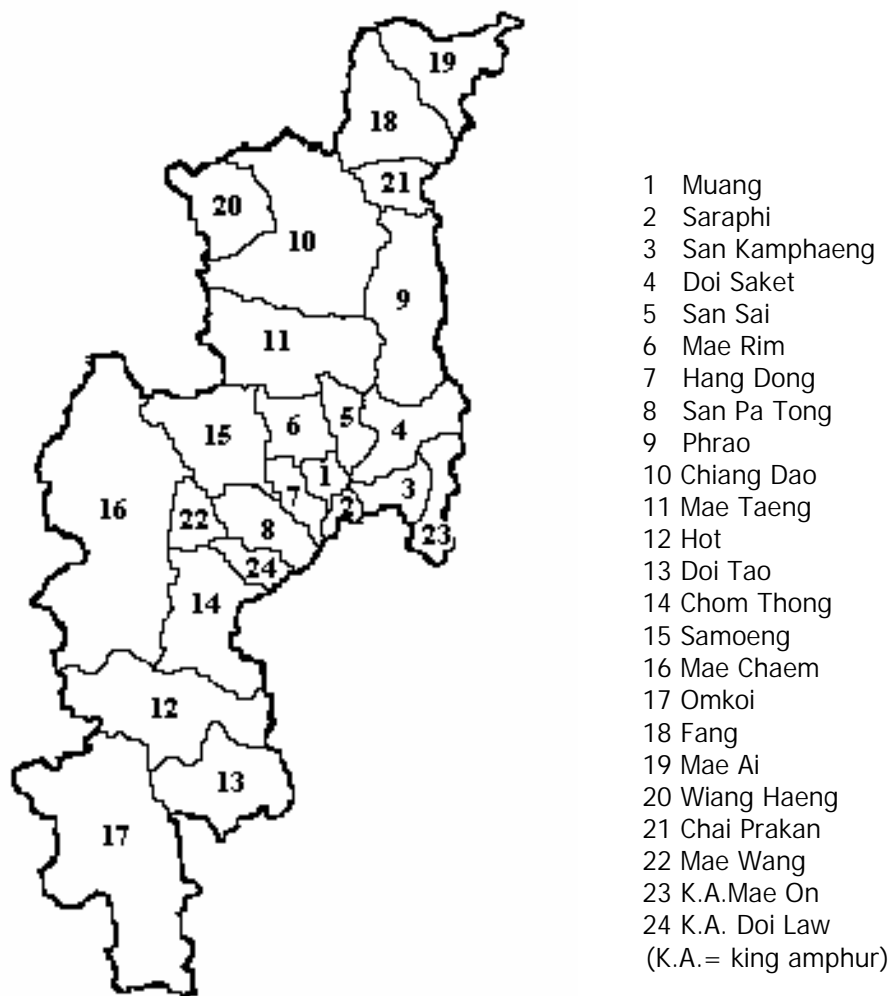 19
18
21
20
10
9
11
5
6
4
15
1
3
7
16
2
22
8
23
24
14
12
13
17
1 Muang
2 Saraphi
3 San Kamphaeng
4 Doi Saket
5 San Sai
6 Mae Rim
7 Hang Dong
8 San Pa Tong
9 Phrao
10 Chiang Dao
11 Mae Taeng
12 Hot
13 Doi Tao
14 Chom Thong
15 Samoeng
16 Mae Chaem
17 Omkoi
18 Fang
19 Mae Ai
20 Wiang Haeng
21 Chai Prakan
22 Mae Wang
23 K.A.Mae On
24 K.A. Doi Law
(K.A.= king amphur)